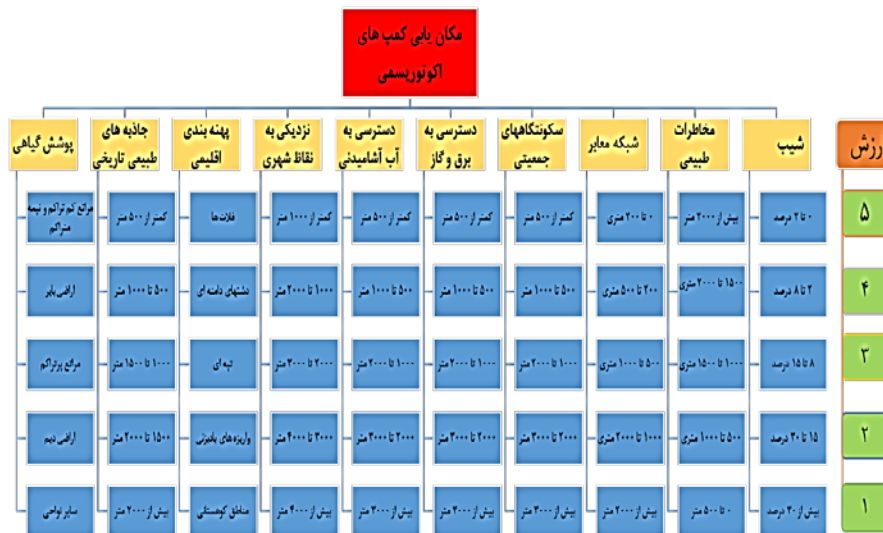 مکان یابی کمپ های
اکوتوریسمی
ارزش
شیب
مخاطرات
طبیعی
شبکه معابر
سکونتگاههای
جمعیتی
دسترسی به
برق و گاز
دسترسی به
آب آشامیدنی
نزدیکی به
نقاط شهری
پهنه بندی
اقلیمی
جاذبه های
طبیعی تاریخی
پوشش گیاهی
۵
۰ تا ۲ درصد
بیش از ۲۰۰۰ متر
۰ تا ۲۰۰ متری
کمتر از ۵۰۰ متر
کمتر از ۵۰۰ متر
کمتر از ۵۰۰ متر
کمتر از ۱۰۰۰ متر
فلات ها
کمتر از ۵۰۰ متر
مراتع کم تراکم و نیمه
متراکم
۴
۲ تا ۸ درصد
۱۵۰۰ تا ۲۰۰۰ متری
۲۰۰ تا ۵۰۰ متری
۵۰۰ تا ۱۰۰۰ متر
۵۰۰ تا ۱۰۰۰ متر
۵۰۰ تا ۱۰۰۰ متر
۱۰۰۰ تا ۲۰۰۰ متر
دشتهای دامنه ای
۵۰۰ تا ۱۰۰۰ متر
اراضی بایر
۳
۸ تا ۱۵ درصد
۱۰۰۰ تا ۱۵۰۰ متری
۵۰۰ تا ۱۰۰۰ متری
۱۰۰۰ تا ۲۰۰۰ متر
۱۰۰۰ تا ۲۰۰۰ متر
۱۰۰۰ تا ۲۰۰۰ متر
۲۰۰۰ تا ۳۰۰۰ متر
تپه ای
۱۰۰۰ تا ۱۵۰۰ متر
مراتع پرتراکم
۲
۱۵ تا ۳۰ درصد
۵۰۰ تا ۱۰۰۰ متری
۱۰۰۰ تا ۲۰۰۰ متری
۲۰۰۰ تا ۳۰۰۰ متر
۲۰۰۰ تا ۳۰۰۰ متر
۲۰۰۰ تا ۳۰۰۰ متر
۳۰۰۰ تا ۴۰۰۰ متر
واریزه های بادبزنی
۱۵۰۰ تا ۲۰۰۰ متر
اراضی دیم
۱
بیش از ۳۰ درصد
۰ تا ۵۰۰ متر
بیش از ۲۰۰۰ متر
بیش از ۳۰۰۰ متر
بیش از ۳۰۰۰ متر
بیش از ۳۰۰۰ متر
بیش از ۴۰۰۰ متر
مناطق کوهستانی
بیش از ۲۰۰۰ متر
سایر نواحی